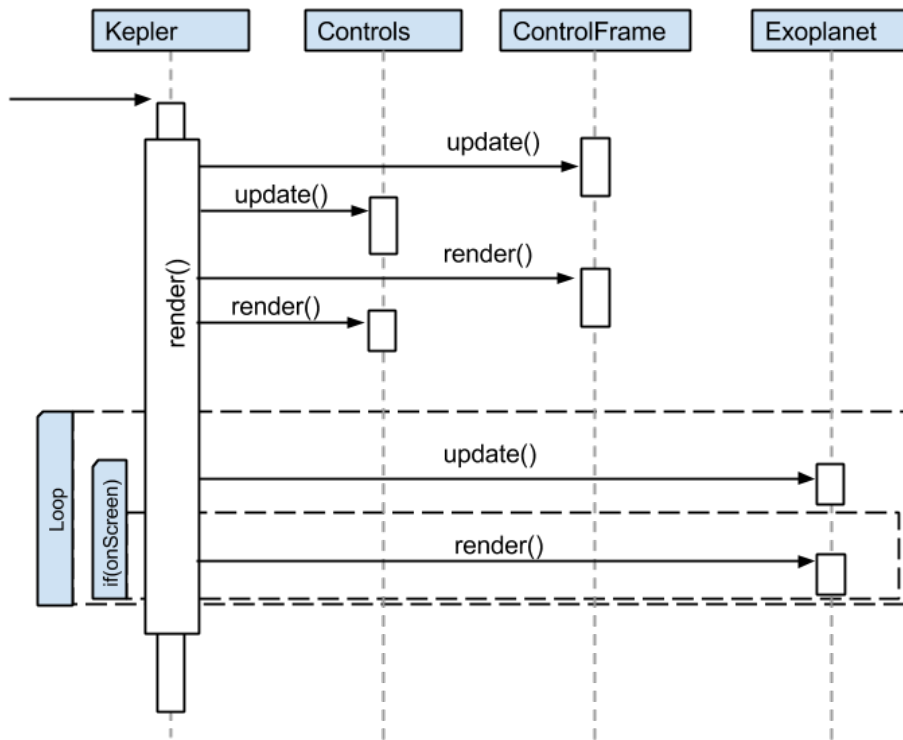 Kepler
Controls
ControlFrame
Exoplanet
update()
update()
render()
render()
render()
Loop
update()
if(onScreen)
render()